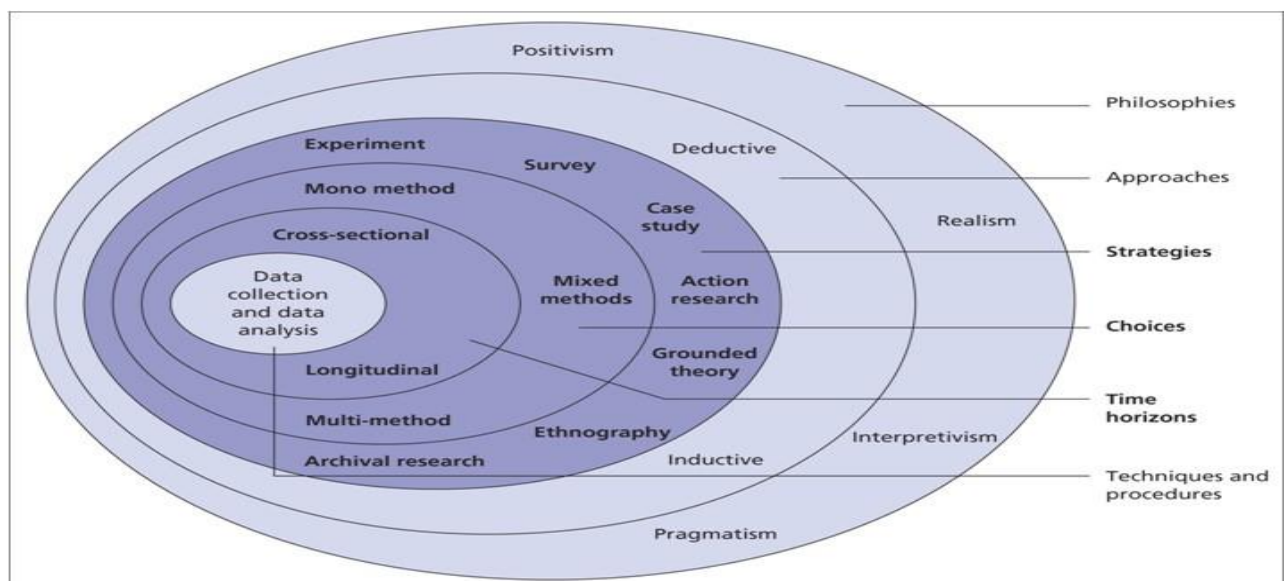 Positivism
Philosophies
Experiment
Survey
Deductive
Approaches
Mono method
Case
study
Realism
Cross-sectional
Strategies
Data
collection
and data
analysis
Mixed
methods
Action
research
Choices
Longitudinal
Grounded
theory
Time
horizons
Multi-method
Ethnography
Interpretivism
Archival research
Inductive
Techniques and
procedures
Pragmatism